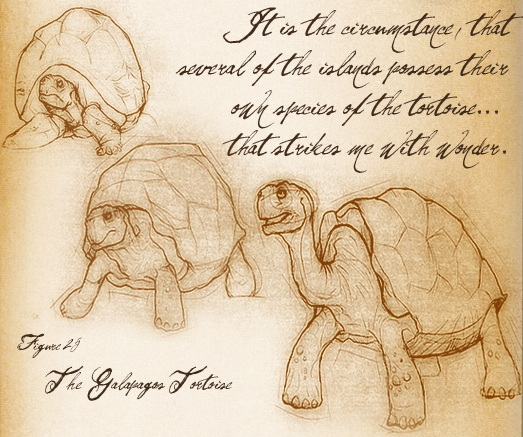 It is the circumstance, that
several of the islands possess their
own species of the tortoise...
that strikes me with wonder.
Figure 29
The Galapagos Tortoise